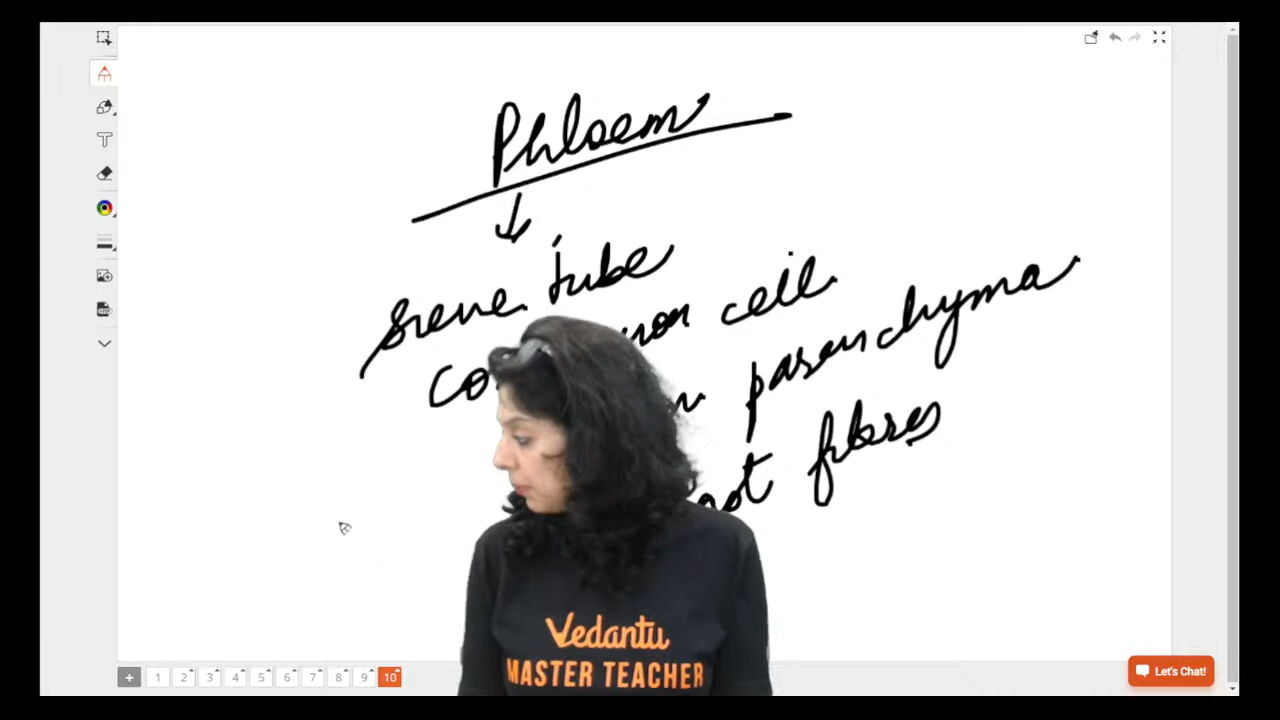 Phloem
sieve tube
cell
parenchyma
not fibres
Vedantu
MASTER TEACHER
1 2 3 4 5 6 7 8 9 10
Let's Chat!